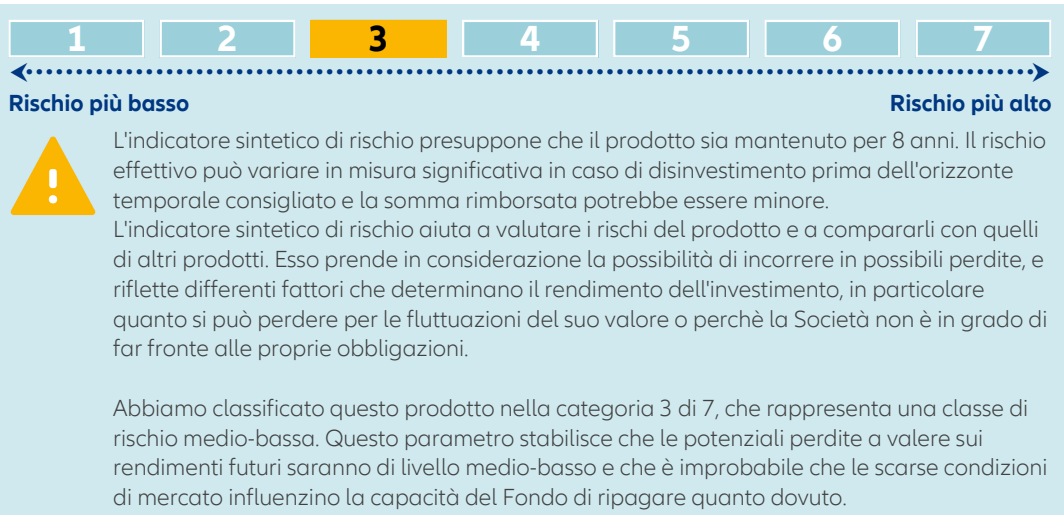 1 2 3 4 5 6 7
Rischio più basso Rischio più alto
L'indicatore sintetico di rischio presuppone che il prodotto sia mantenuto per 8 anni. Il rischio
effettivo può variare in misura significativa in caso di disinvestimento prima dell'orizzonte
temporale consigliato e la somma rimborsata potrebbe essere minore.
L'indicatore sintetico di rischio aiuta a valutare i rischi del prodotto e a compararli con quelli
di altri prodotti. Esso prende in considerazione la possibilità di incorrere in possibili perdite, e
riflette differenti fattori che determinano il rendimento dell'investimento, in particolare
quanto si può perdere per le fluttuazioni del suo valore o perchè la Società non è in grado di
far fronte alle proprie obbligazioni.
Abbiamo classificato questo prodotto nella categoria 3 di 7, che rappresenta una classe di
rischio medio-bassa. Questo parametro stabilisce che le potenziali perdite a valere sui
rendimenti futuri saranno di livello medio-basso e che è improbabile che le scarse condizioni
di mercato influenzino la capacità del Fondo di ripagare quanto dovuto.